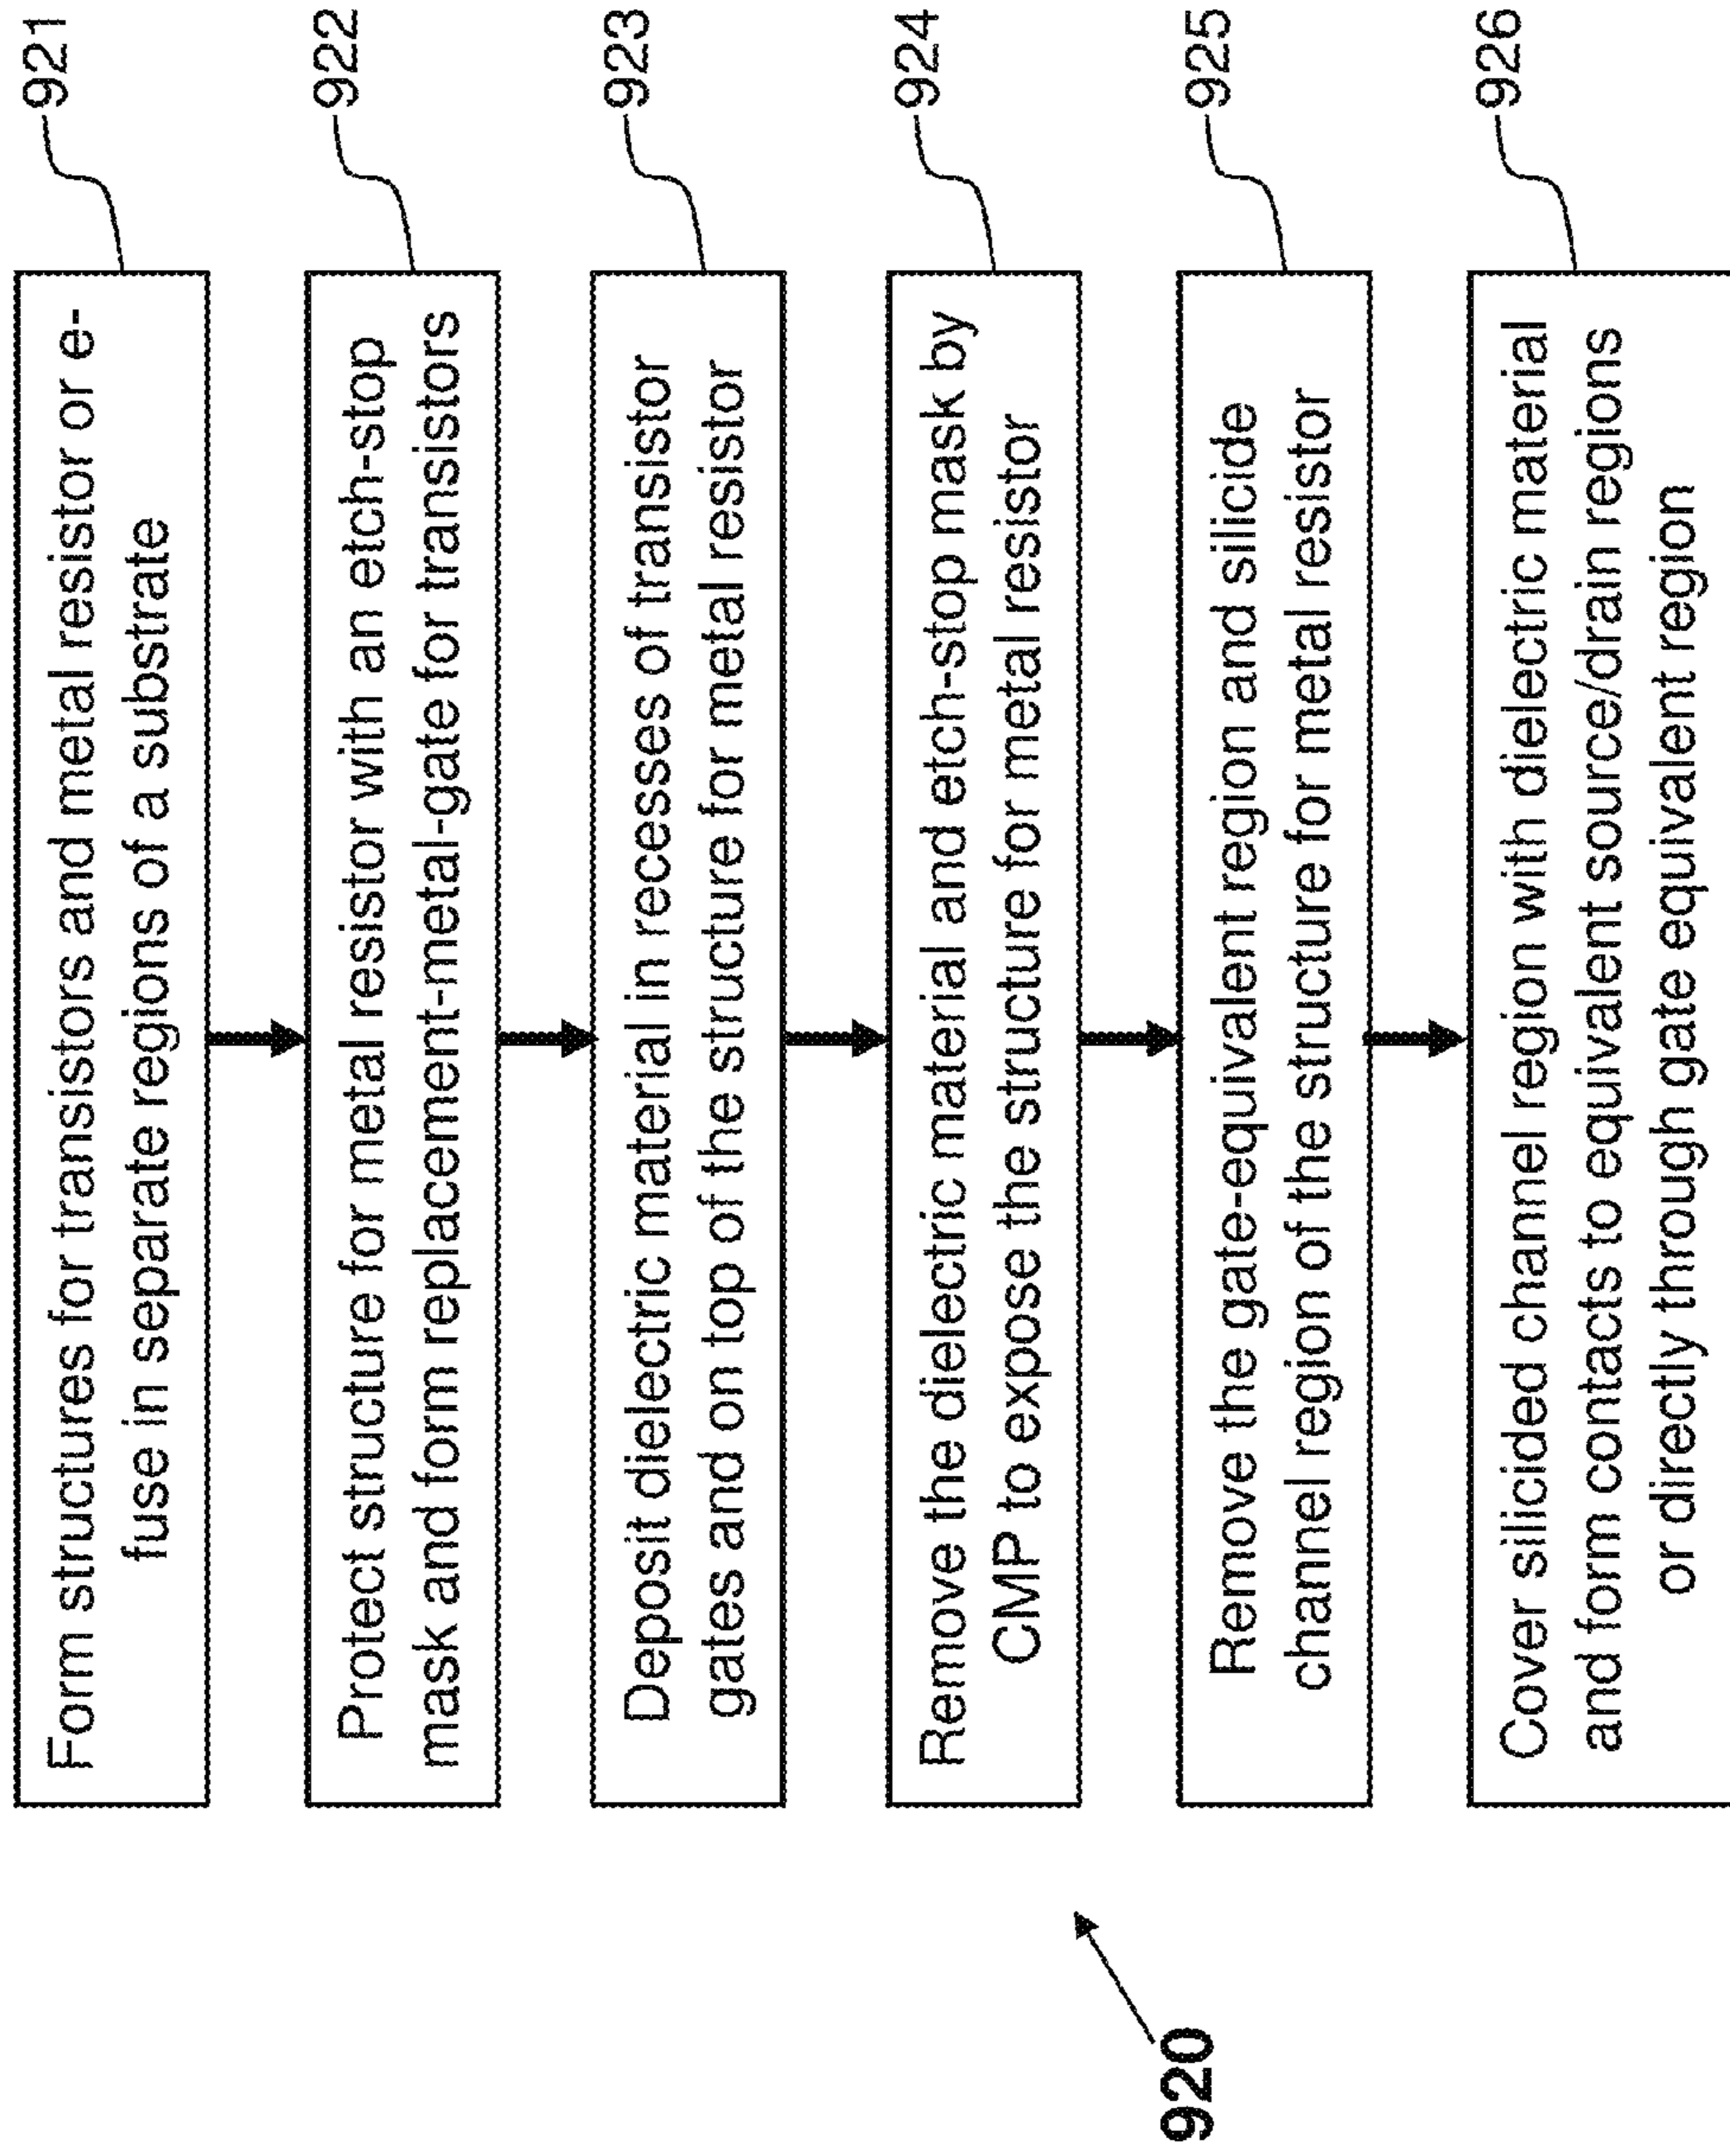 Form structures for transistors and metal resistor or e-
fuse in separate regions of a substrate
921
Protect structure for metal resistor with an etch-stop
mask and form replacement-metal-gate for transistors
922
Deposit dielectric material in recesses of transistor
gates and on top of the structure for metal resistor
923
Remove the dielectric material and etch-stop mask by
CMP to expose the structure for metal resistor
924
Remove the gate-equivalent region and silicide
channel region of the structure for metal resistor
925
Cover silicided channel region with dielectric material
and form contacts to equivalent source/drain regions
or directly through gate equivalent region
926
920